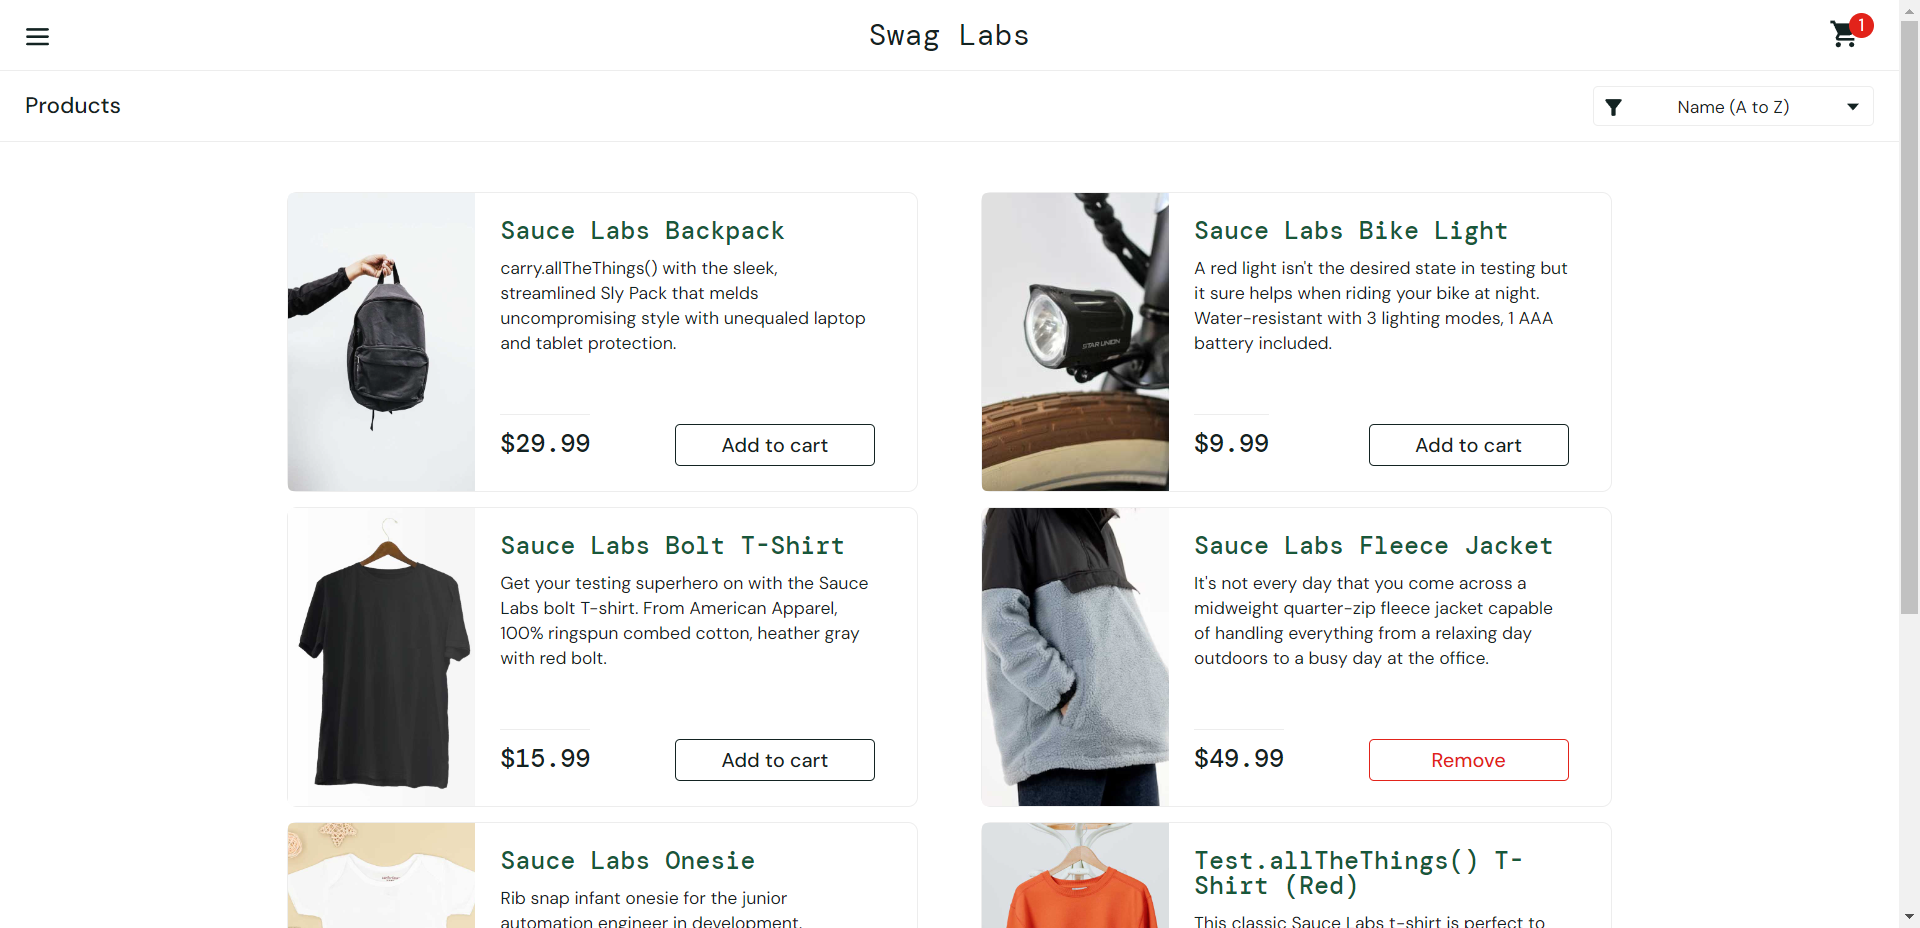 Swag Labs
1
Products
Name (A to Z)
Sauce Labs Backpack
carry.allTheThings() with the sleek,
streamlined Sly Pack that melds
uncompromising style with unequaled laptop
and tablet protection.
$29.99
Add to cart
Sauce Labs Bike Light
A red light isn't the desired state in testing but
it sure helps when riding your bike at night.
Water-resistant with 3 lighting modes, 1 AAA
battery included.
STAR UNION
$9.99
Add to cart
Sauce Labs Bolt T-Shirt
Get your testing superhero on with the Sauce
Labs bolt T-shirt. From American Apparel,
100% ringspun combed cotton, heather gray
with red bolt.
$15.99
Add to cart
Sauce Labs Fleece Jacket
It's not every day that you come across a
midweight quarter-zip fleece jacket capable
of handling everything from a relaxing day
outdoors to a busy day at the office.
$49.99
Remove
Sauce Labs Onesie
Rib snap infant onesie for the junior
automation engineer in development.
Test.allTheThings() T-
Shirt (Red)
This classic Sauce Labs t-shirt is perfect to